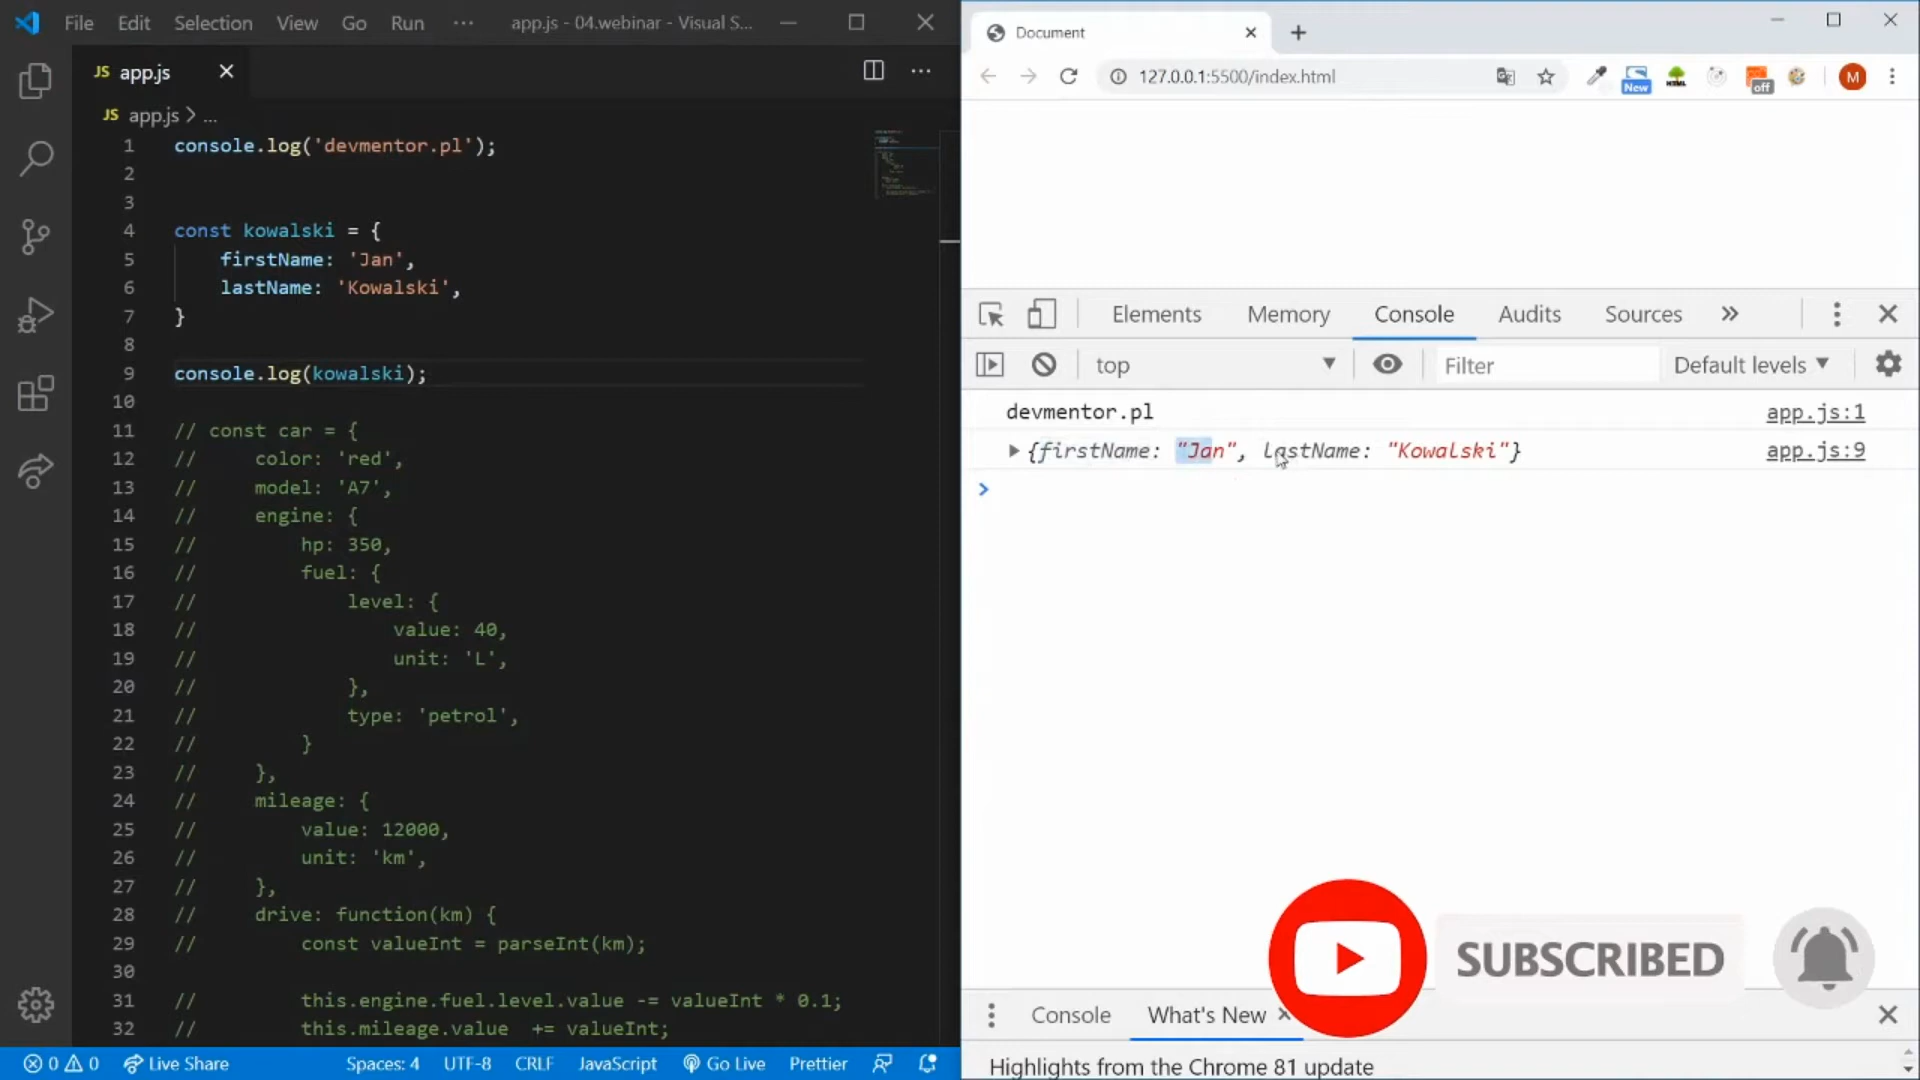 File Edit Selection View Go Run ··· app.js - 04.webinar - Visual S...
JS app.js
JS app.js > ...
1 console.log('devmentor.pl');
2
3
4 const kowalski = {
5 firstName: 'Jan',
6 lastName: 'Kowalski',
7 }
8
9 console.log(kowalski);
10
11 // const car = {
12 // color: 'red',
13 // model: 'A7',
14 // engine: {
15 // hp: 350,
16 // fuel: {
17 // level: {
18 // value: 40,
19 // unit: 'L',
20 // },
21 // type: 'petrol',
22 // }
23 // },
24 // mileage: {
25 // value: 12000,
26 // unit: 'km',
27 // },
28 // drive: function(km) {
29 // const valueInt = parseInt(km);
30
31 // this.engine.fuel.level.value -= valueInt * 0.1;
32 // this.mileage.value += valueInt;
0 0 Live Share Spaces: 4 UTF-8 CRLF JavaScript Go Live Prettier
Document
127.0.0.1:5500/index.html New off M
Elements Memory Console Audits Sources »
top Filter Default levels
devmentor.pl app.js:1
{firstName: "Jan", lastName: "Kowalski"} app.js:9
>
SUBSCRIBED
Console What's New
Highlights from the Chrome 81 update